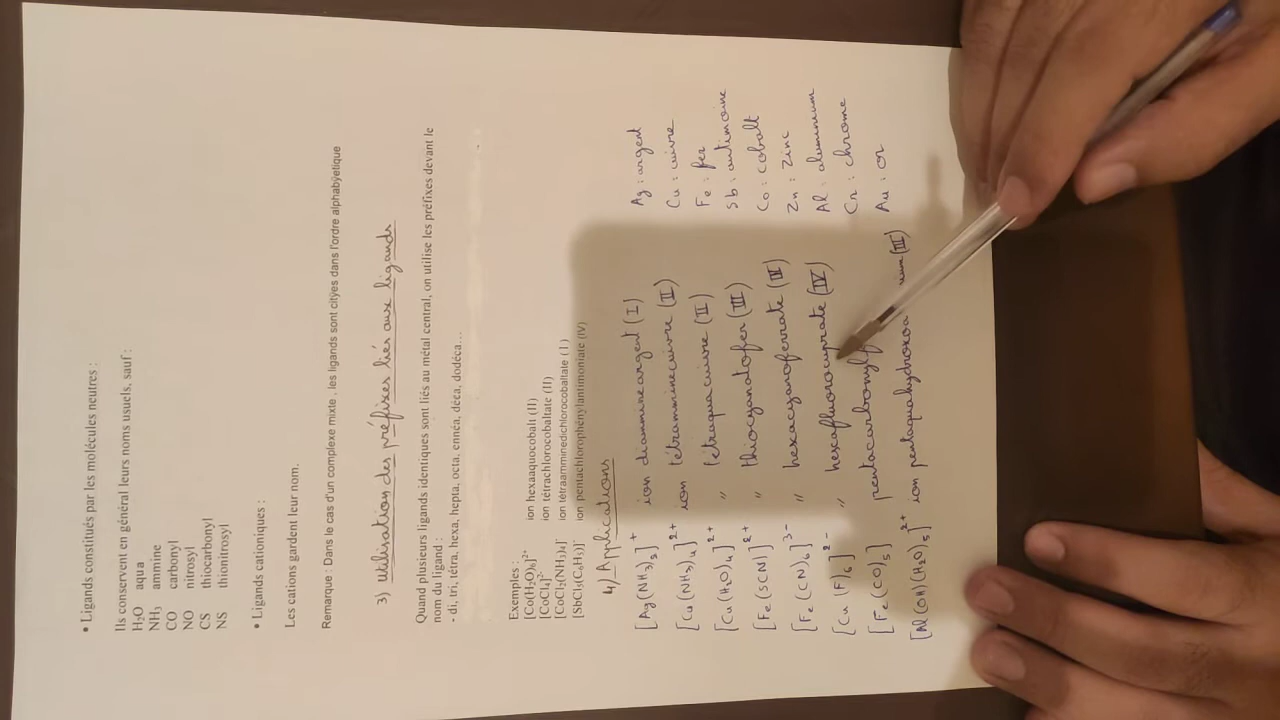 • Ligands constitués par les molécules neutres :
Ils conservent en général leurs noms usuels, sauf :
H₂O aqua
NH₃ ammine
CO carbonyl
NO nitrosyl
CS thiocarbonyl
NS thionitrosyl
• Ligands cationiques :
Les cations gardent leur nom.
Remarque : Dans le cas d'un complexe mixte , les ligands sont citÿes dans l'ordre alphabÿetique
3) utilisation des préfixes liés aux ligands
Quand plusieurs ligands identiques sont liés au métal central, on utilise les préfixes devant le
nom du ligand :
- di, tri, tétra, hexa, hepta, octa, ennéa, déca, dodéca…
Exemples :
[Co(H₂O)₆]²⁺ ion hexaaquocobalt (II)
[CoCl₄]²⁻ ion tétrachlorocobaltate (II)
[CoCl₂(NH₃)₄]⁻ ion tétraamminedichlorocobaltate (I)
[SbCl₅(C₆H₅)]⁻ ion pentachlorophénylantimoniate (IV)
4) Applications
[Ag(NH₃)₂]⁺ ion diammineargent (I) Ag : argent
[Cu(NH₃)₄]²⁺ ion tétramminecuivre (II) Cu : cuivre
[Cu(H₂O)₄]²⁺ " tétraquacuivre (II) Fe : fer
[Fe(SCN)]²⁺ " thiocyanatofer (III) Sb : antimoine
[Fe(CN)₆]³⁻ " hexacyanoferrate (III) Co : cobalt
[Cu(F)₆]²⁻ " hexafluorocuprate (IV) Zn : zinc
[Fe(CO)₅] pentacarbonylf Al : aluminium
[Al(OH)(H₂O)₅]²⁺ ion pentaquahydroxoa nium (III) Cr : chrome
Au : or